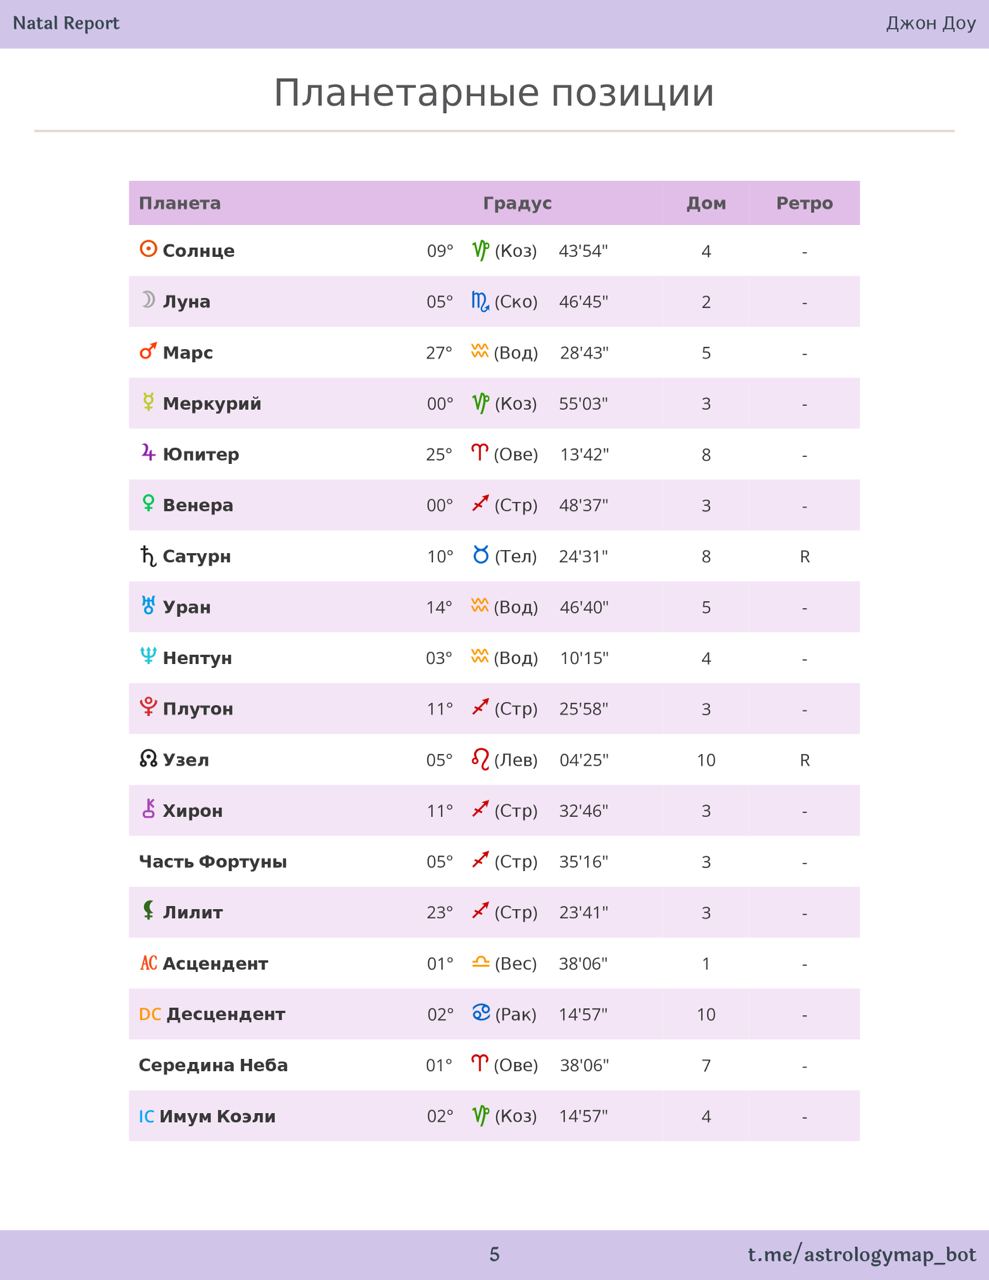 Natal Report Джон Доу
Планетарные позиции
Планета Градус Дом Ретро
☉ Солнце 09° ♑ (Коз) 43'54" 4 -
☽ Луна 05° ♏ (Ско) 46'45" 2 -
♂ Марс 27° ♒ (Вод) 28'43" 5 -
☿ Меркурий 00° ♑ (Коз) 55'03" 3 -
♃ Юпитер 25° ♈ (Ове) 13'42" 8 -
♀ Венера 00° ♐ (Стр) 48'37" 3 -
♄ Сатурн 10° ♉ (Тел) 24'31" 8 R
♅ Уран 14° ♒ (Вод) 46'40" 5 -
♆ Нептун 03° ♒ (Вод) 10'15" 4 -
♇ Плутон 11° ♐ (Стр) 25'58" 3 -
☊ Узел 05° ♌ (Лев) 04'25" 10 R
⚷ Хирон 11° ♐ (Стр) 32'46" 3 -
Часть Фортуны 05° ♐ (Стр) 35'16" 3 -
⚸ Лилит 23° ♐ (Стр) 23'41" 3 -
AC Асцендент 01° ♎ (Вес) 38'06" 1 -
DC Десцендент 02° ♋ (Рак) 14'57" 10 -
Середина Неба 01° ♈ (Ове) 38'06" 7 -
IC Имум Коэли 02° ♑ (Коз) 14'57" 4 -
5 t.me/astrologymap_bot